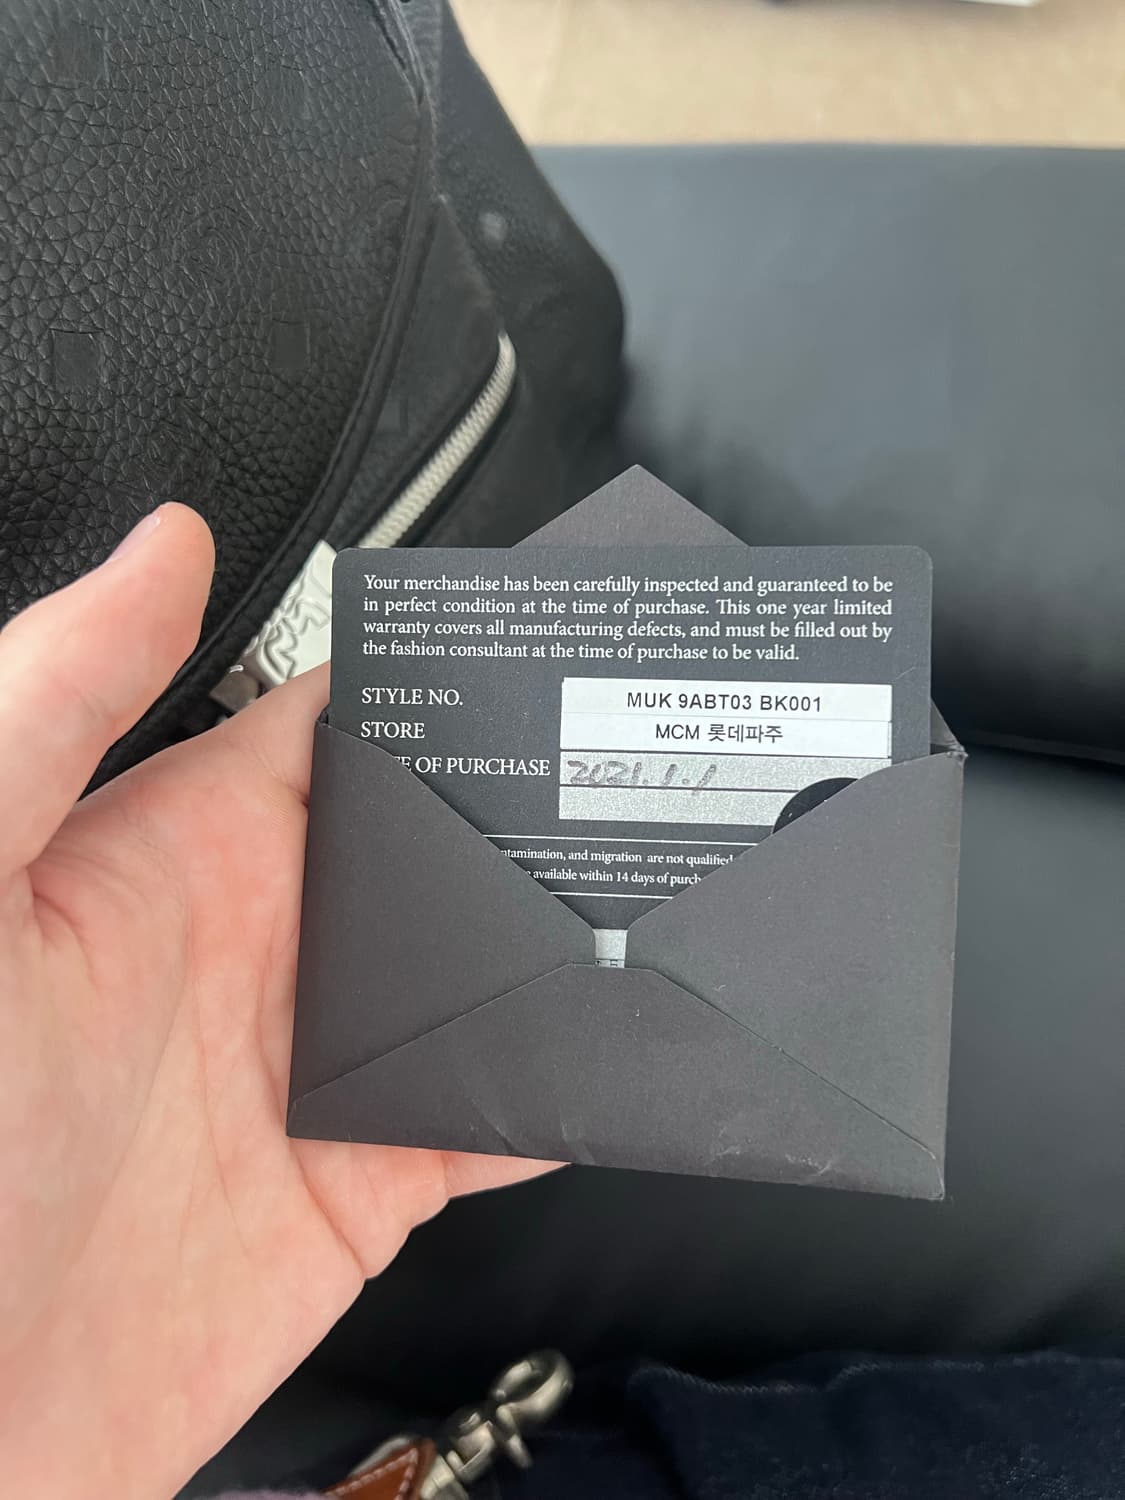 Your merchandise has been carefully inspected and guaranteed to be
in perfect condition at the time of purchase. This one year limited
warranty covers all manufacturing defects, and must be filled out by
the fashion consultant at the time of purchase to be valid.
STYLE NO. MUK 9ABT03 BK001
STORE MCM 롯데파주
OF PURCHASE 2021.1.1
and migration are not qualified
available within 14 days of